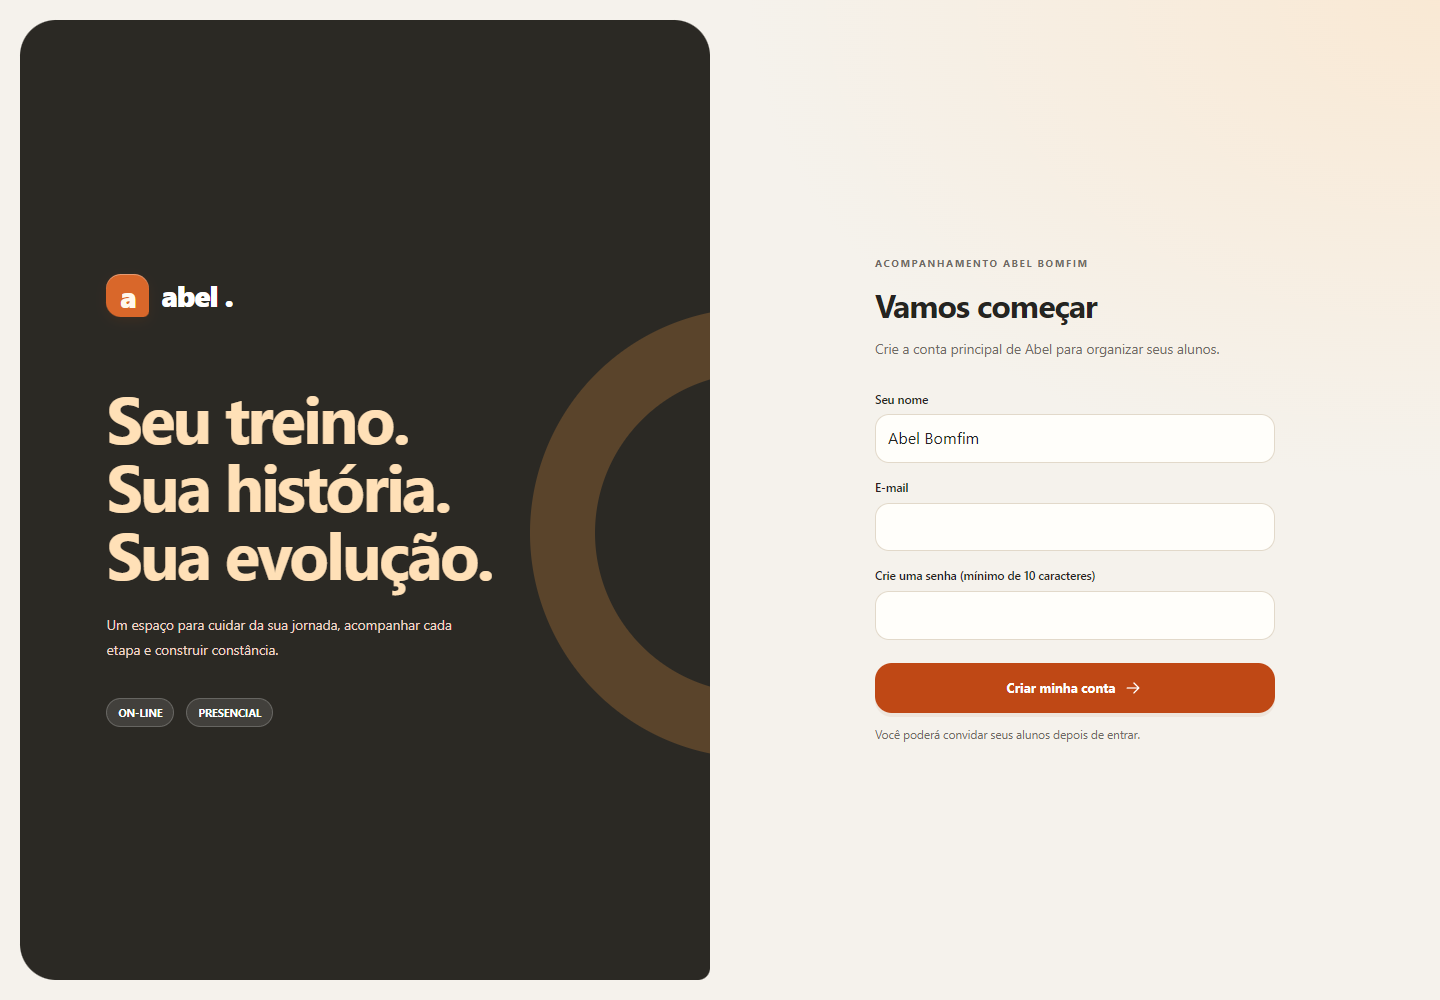 a
abel .
Seu treino.
Sua história.
Sua evolução.
Um espaço para cuidar da sua jornada, acompanhar cada
etapa e construir constância.
ON-LINE
PRESENCIAL
ACOMPANHAMENTO ABEL BOMFIM
Vamos começar
Crie a conta principal de Abel para organizar seus alunos.
Seu nome
Abel Bomfim
E-mail
Crie uma senha (mínimo de 10 caracteres)
Criar minha conta →
Você poderá convidar seus alunos depois de entrar.